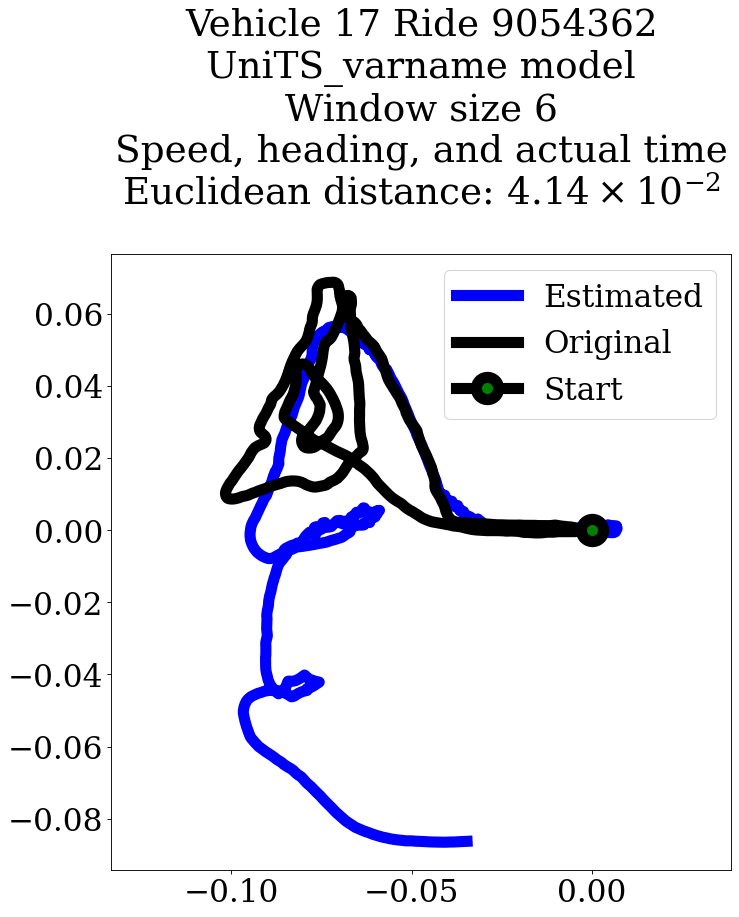 Vehicle 17 Ride 9054362
UniTS_varname model
Window size 6
Speed, heading, and actual time
Euclidean distance: 4.14 × 10⁻²
Estimated
Original
Start
0.06
0.04
0.02
0.00
−0.02
−0.04
−0.06
−0.08
−0.10
−0.05
0.00